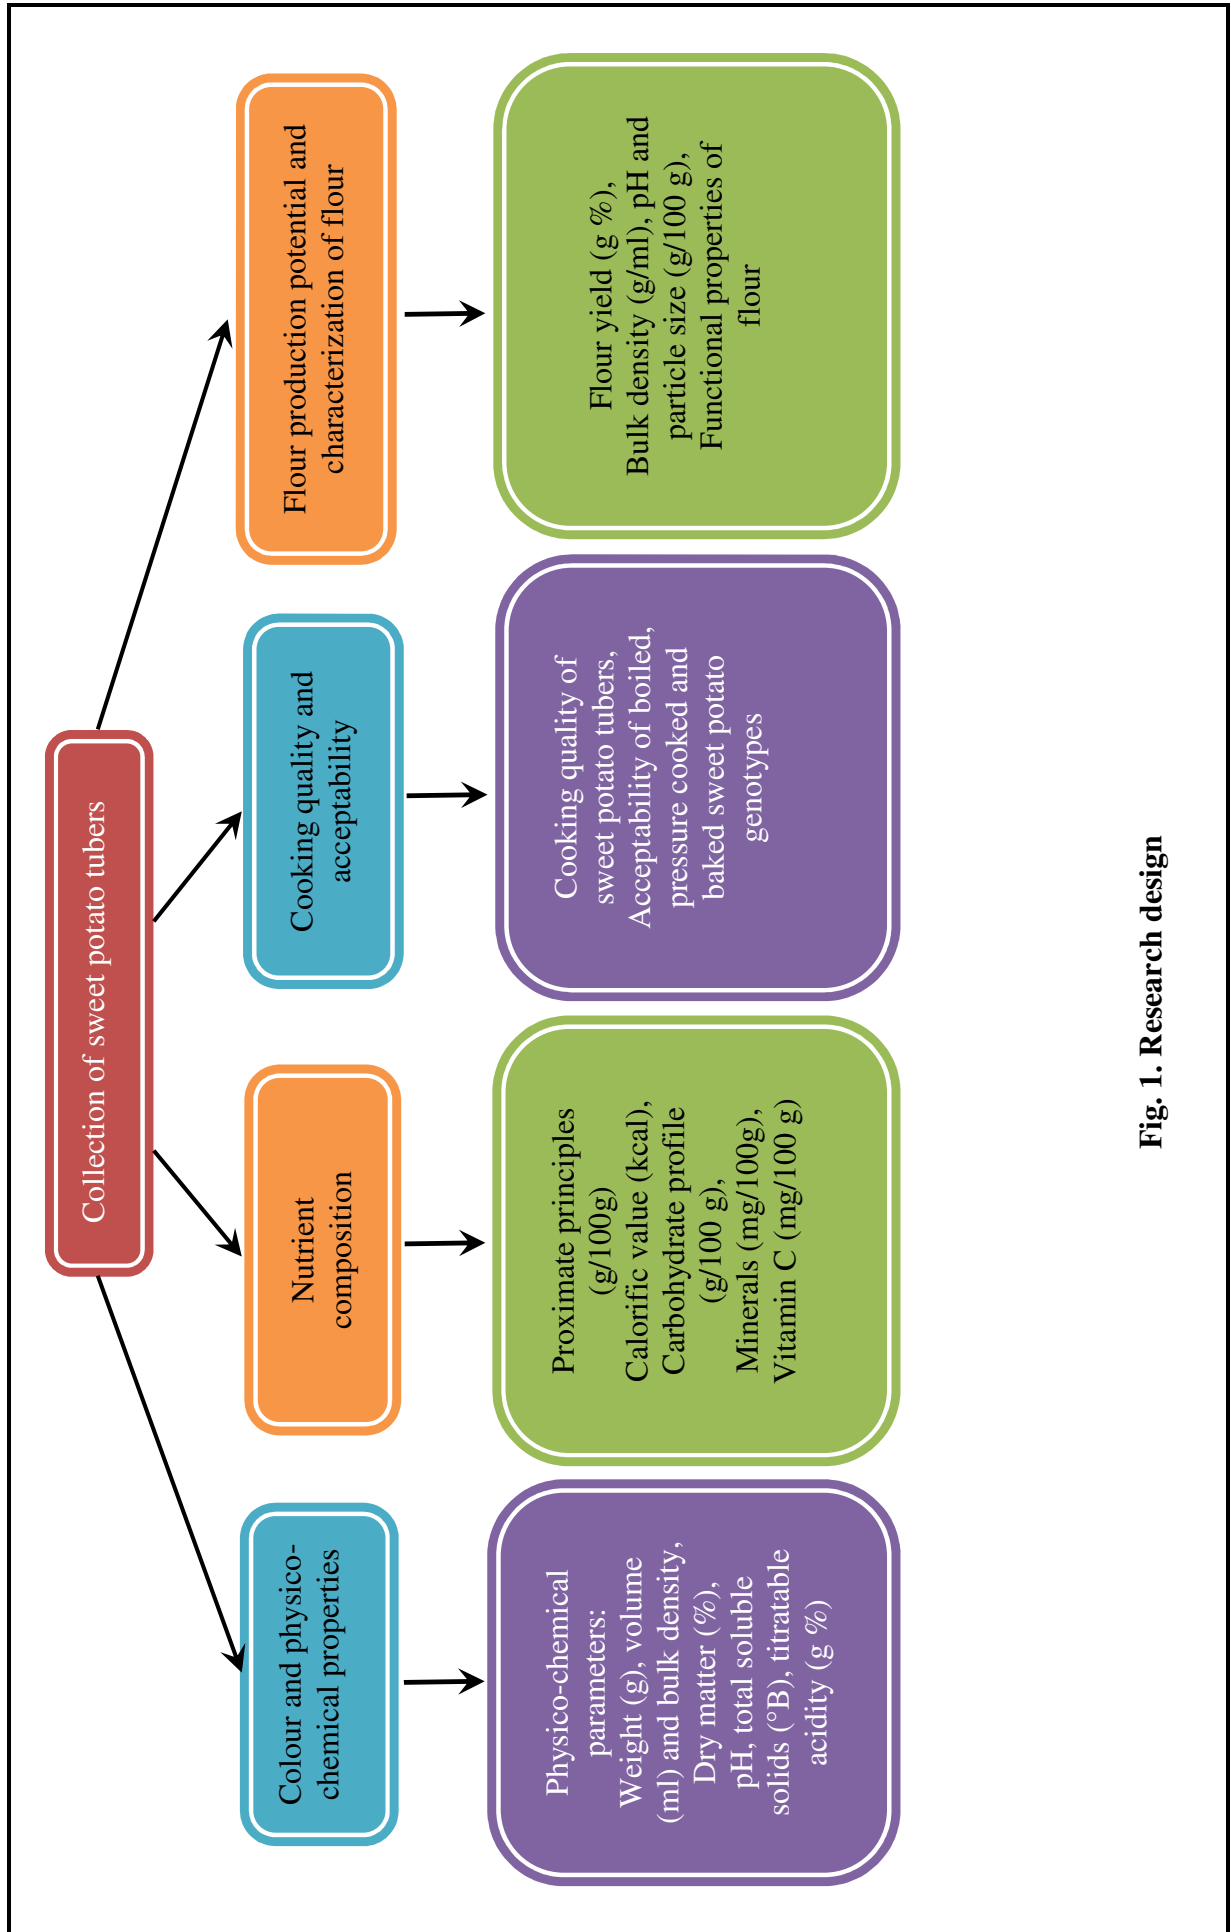 Collection of sweet potato tubers
Colour and physico-
chemical properties
Nutrient
composition
Cooking quality and
acceptability
Flour production potential and
characterization of flour
Physico-chemical
parameters:
Weight (g), volume
(ml) and bulk density,
Dry matter (%),
pH, total soluble
solids (°B), titratable
acidity (g %)
Proximate principles
(g/100g)
Calorific value (kcal),
Carbohydrate profile
(g/100 g),
Minerals (mg/100g),
Vitamin C (mg/100 g)
Cooking quality of
sweet potato tubers,
Acceptability of boiled,
pressure cooked and
baked sweet potato
genotypes
Flour yield (g %),
Bulk density (g/ml), pH and
particle size (g/100 g),
Functional properties of
flour
Fig. 1. Research design